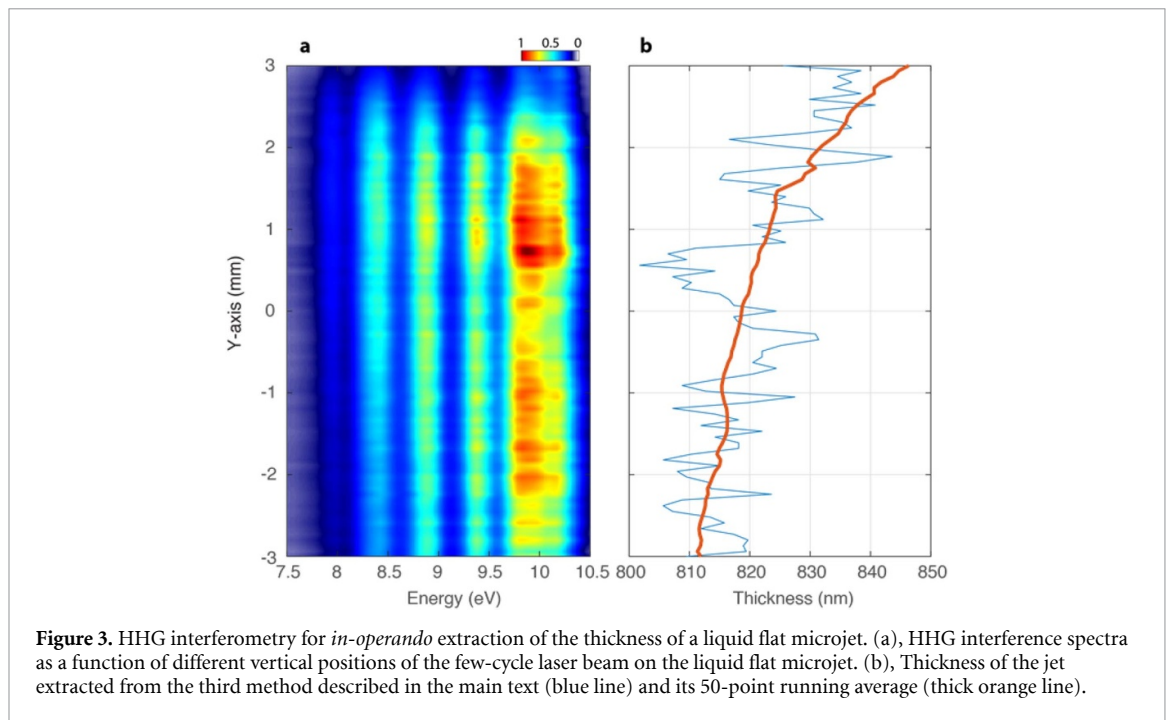 a
b
1 0.5 0
3
2
1
0
-1
-2
-3
Y-axis (mm)
7.5 8 8.5 9 9.5 10 10.5
Energy (eV)
800 810 820 830 840 850
Thickness (nm)
Figure 3. HHG interferometry for in-operando extraction of the thickness of a liquid flat microjet. (a), HHG interference spectra
as a function of different vertical positions of the few-cycle laser beam on the liquid flat microjet. (b), Thickness of the jet
extracted from the third method described in the main text (blue line) and its 50-point running average (thick orange line).